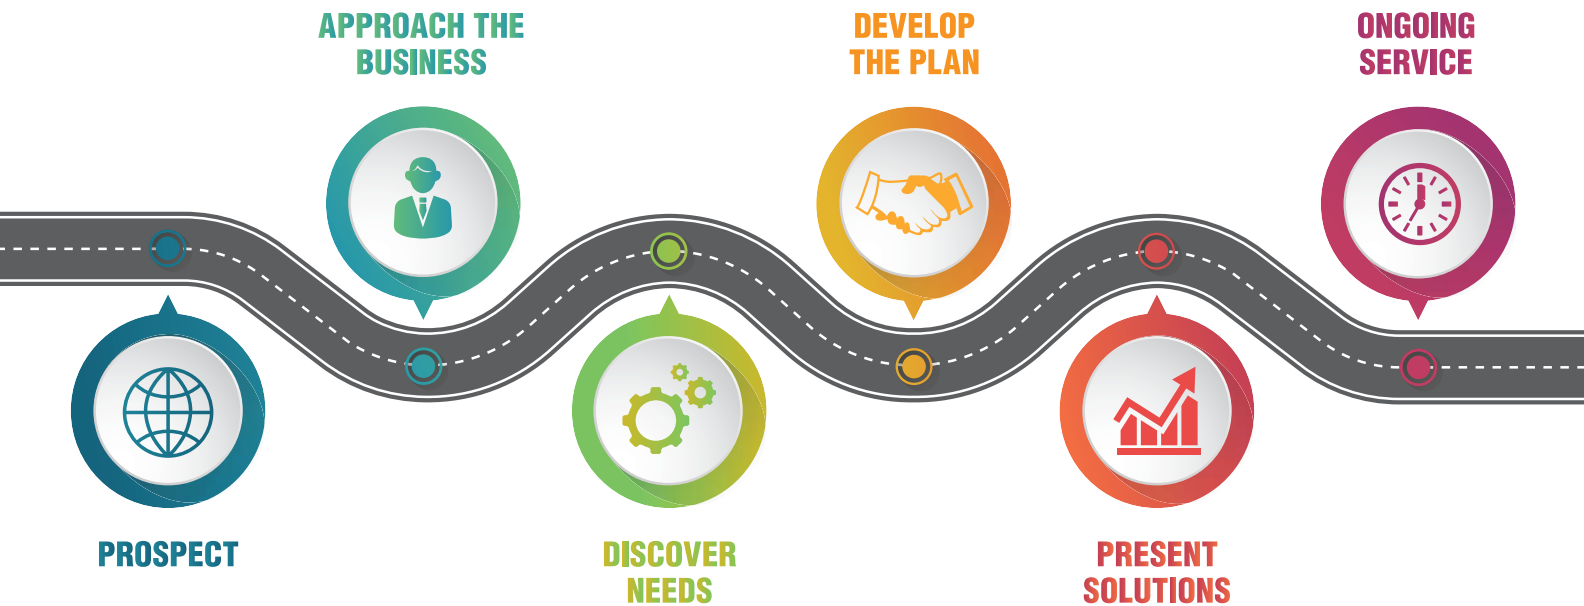 APPROACH THE
BUSINESS
DEVELOP
THE PLAN
ONGOING
SERVICE
PROSPECT
DISCOVER
NEEDS
PRESENT
SOLUTIONS